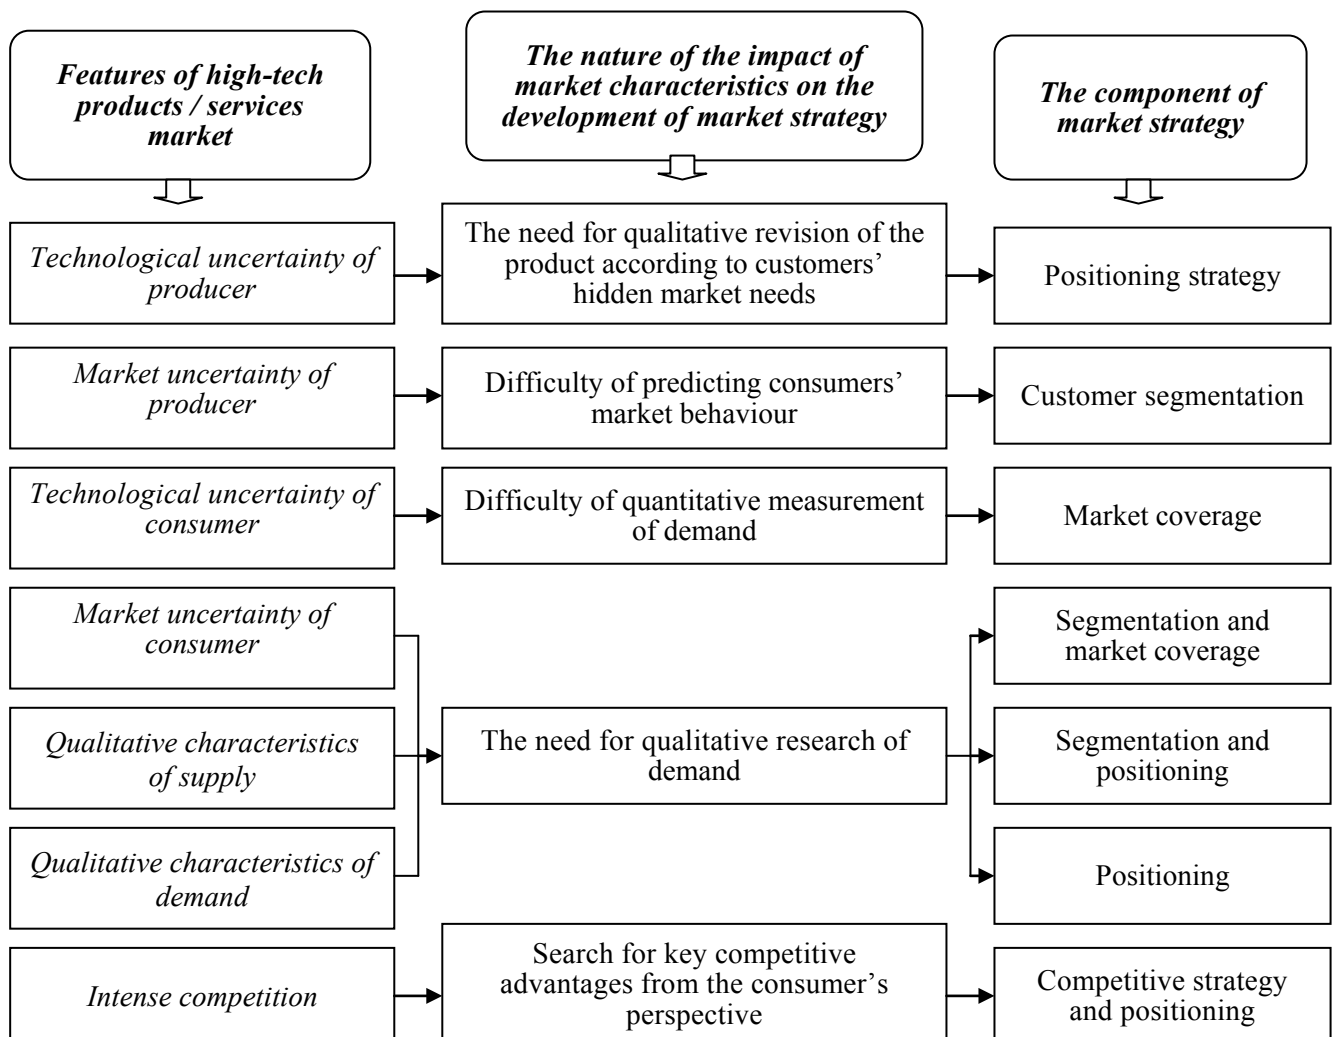 Features of high-tech
products / services
market
The nature of the impact of
market characteristics on the
development of market strategy
The component of
market strategy
Technological uncertainty of
producer
The need for qualitative revision of the
product according to customers’
hidden market needs
Positioning strategy
Market uncertainty of
producer
Difficulty of predicting consumers’
market behaviour
Customer segmentation
Technological uncertainty of
consumer
Difficulty of quantitative measurement
of demand
Market coverage
Market uncertainty of
consumer
Segmentation and
market coverage
Qualitative characteristics
of supply
The need for qualitative research of
demand
Segmentation and
positioning
Qualitative characteristics of
demand
Positioning
Intense competition
Search for key competitive
advantages from the consumer’s
perspective
Competitive strategy
and positioning